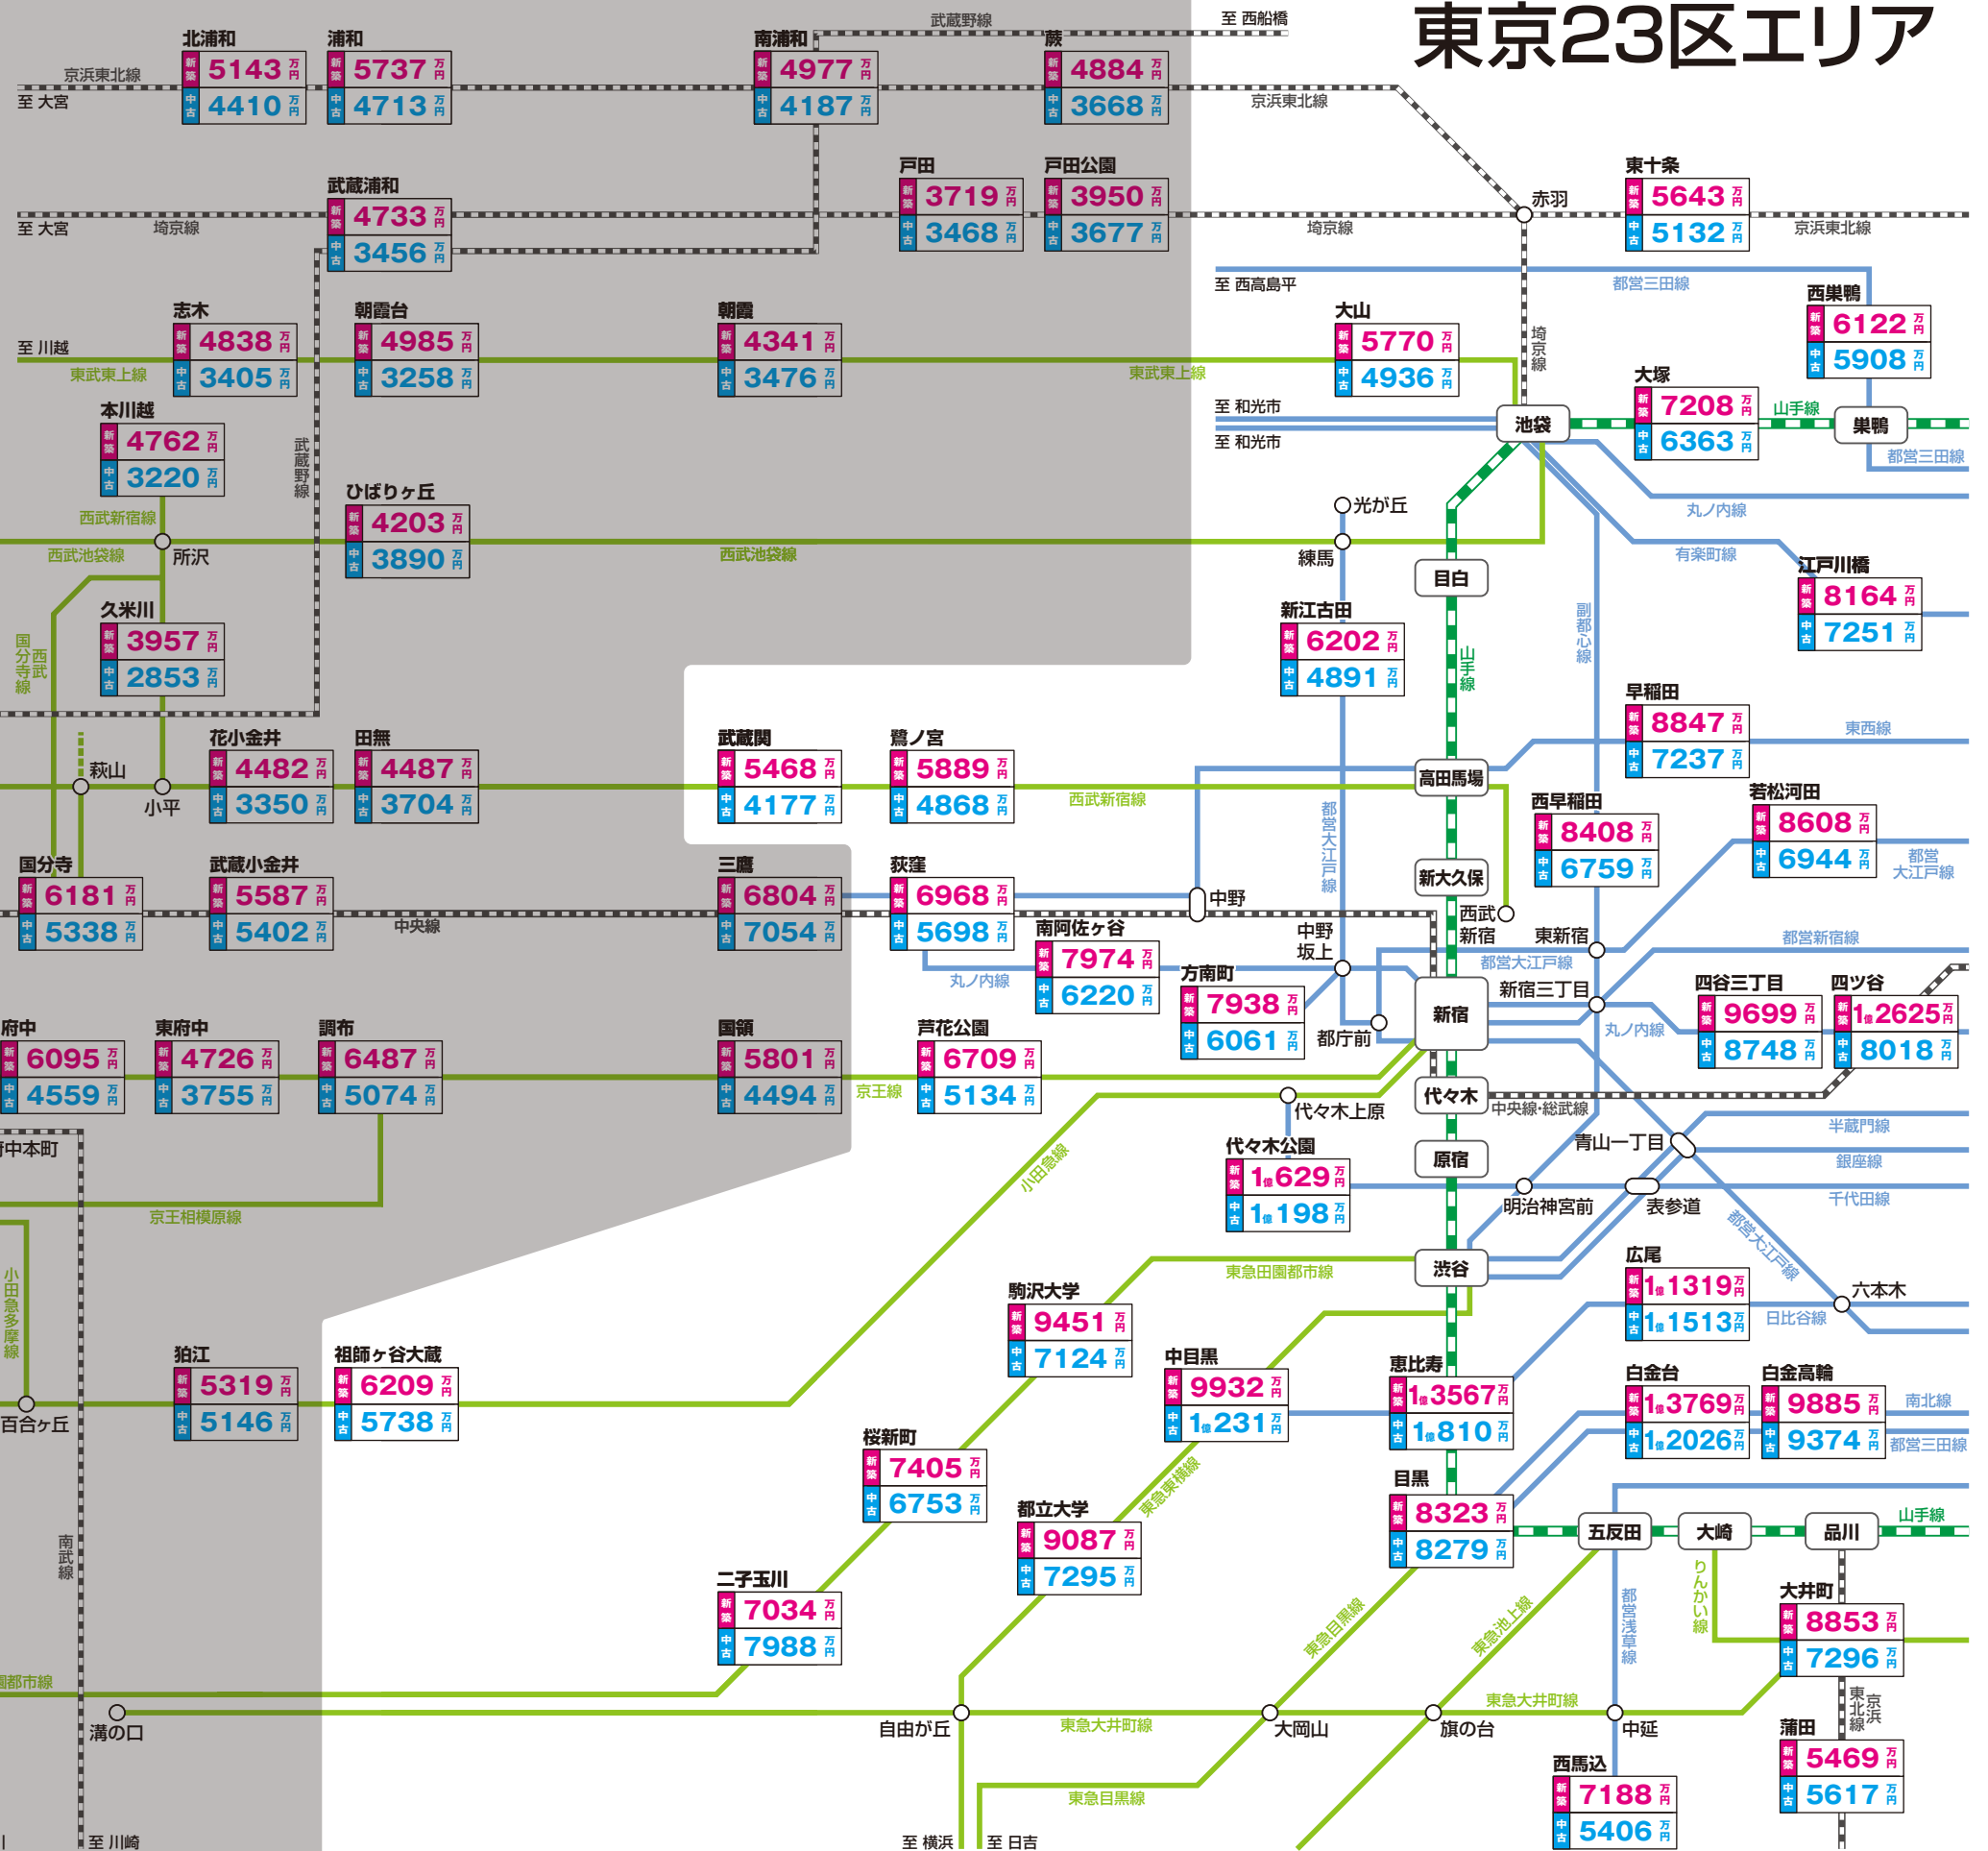 東京23区エリア
武蔵野線
至 西船橋
京浜東北線
至 大宮
北浦和
新築 5143 万円
中古 4410 万円
浦和
新築 5737 万円
中古 4713 万円
南浦和
新築 4977 万円
中古 4187 万円
蕨
新築 4884 万円
中古 3668 万円
京浜東北線
至 大宮
埼京線
武蔵浦和
新築 4733 万円
中古 3456 万円
戸田
新築 3719 万円
中古 3468 万円
戸田公園
新築 3950 万円
中古 3677 万円
埼京線
赤羽
東十条
新築 5643 万円
中古 5132 万円
京浜東北線
至 西高島平
都営三田線
西巣鴨
新築 6122 万円
中古 5908 万円
至 川越
東武東上線
志木
新築 4838 万円
中古 3405 万円
朝霞台
新築 4985 万円
中古 3258 万円
朝霞
新築 4341 万円
中古 3476 万円
東武東上線
大山
新築 5770 万円
中古 4936 万円
埼京線
至 和光市
至 和光市
池袋
大塚
新築 7208 万円
中古 6363 万円
山手線
巣鴨
都営三田線
本川越
新築 4762 万円
中古 3220 万円
武蔵野線
西武新宿線
西武池袋線
所沢
ひばりヶ丘
新築 4203 万円
中古 3890 万円
西武池袋線
光が丘
練馬
目白
丸ノ内線
有楽町線
江戸川橋
新築 8164 万円
中古 7251 万円
久米川
新築 3957 万円
中古 2853 万円
西武
国分寺線
新江古田
新築 6202 万円
中古 4891 万円
山手線
副都心線
早稲田
新築 8847 万円
中古 7237 万円
東西線
萩山
小平
花小金井
新築 4482 万円
中古 3350 万円
田無
新築 4487 万円
中古 3704 万円
武蔵関
新築 5468 万円
中古 4177 万円
鷺ノ宮
新築 5889 万円
中古 4868 万円
西武新宿線
都営大江戸線
高田馬場
西早稲田
新築 8408 万円
中古 6759 万円
若松河田
新築 8608 万円
中古 6944 万円
都営
大江戸線
国分寺
新築 6181 万円
中古 5338 万円
武蔵小金井
新築 5587 万円
中古 5402 万円
中央線
三鷹
新築 6804 万円
中古 7054 万円
荻窪
新築 6968 万円
中古 5698 万円
中野
新大久保
西武
新宿
丸ノ内線
南阿佐ヶ谷
新築 7974 万円
中古 6220 万円
方南町
新築 7938 万円
中古 6061 万円
中野
坂上
都庁前
都営大江戸線
東新宿
都営新宿線
新宿三丁目
新宿
丸ノ内線
四谷三丁目
新築 9699 万円
中古 8748 万円
四ツ谷
新築 1億2625万円
中古 8018 万円
府中
新築 6095 万円
中古 4559 万円
東府中
新築 4726 万円
中古 3755 万円
調布
新築 6487 万円
中古 5074 万円
国領
新築 5801 万円
中古 4494 万円
京王線
芦花公園
新築 6709 万円
中古 5134 万円
代々木上原
代々木
中央線・総武線
府中本町
京王相模原線
小田急線
代々木公園
新築 1億629 万円
中古 1億198 万円
原宿
明治神宮前
青山一丁目
表参道
半蔵門線
銀座線
千代田線
都営大江戸線
小田急多摩線
東急田園都市線
渋谷
広尾
新築 1億1319万円
中古 1億1513万円
日比谷線
六本木
駒沢大学
新築 9451 万円
中古 7124 万円
百合ヶ丘
狛江
新築 5319 万円
中古 5146 万円
祖師ヶ谷大蔵
新築 6209 万円
中古 5738 万円
中目黒
新築 9932 万円
中古 1億231 万円
恵比寿
新築 1億3567万円
中古 1億810 万円
白金台
新築 1億3769万円
中古 1億2026万円
白金高輪
新築 9885 万円
中古 9374 万円
南北線
都営三田線
桜新町
新築 7405 万円
中古 6753 万円
都立大学
新築 9087 万円
中古 7295 万円
東急東横線
目黒
新築 8323 万円
中古 8279 万円
五反田
大崎
品川
山手線
南武線
二子玉川
新築 7034 万円
中古 7988 万円
東急目黒線
東急池上線
都営浅草線
りんかい線
大井町
新築 8853 万円
中古 7296 万円
園都市線
溝の口
自由が丘
東急大井町線
大岡山
旗の台
東急大井町線
中延
京浜
東北線
蒲田
新築 5469 万円
中古 5617 万円
西馬込
新築 7188 万円
中古 5406 万円
東急目黒線
至 川崎
至 横浜
至 日吉